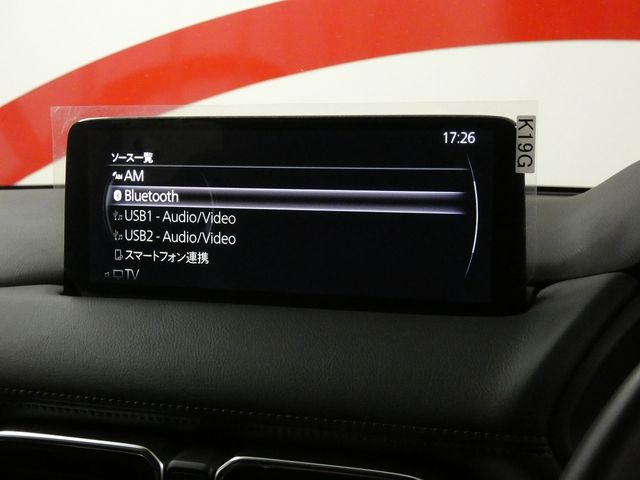 17:26
K19G
ソース一覧
AM
Bluetooth
USB1 - Audio/Video
USB2 - Audio/Video
スマートフォン連携
TV